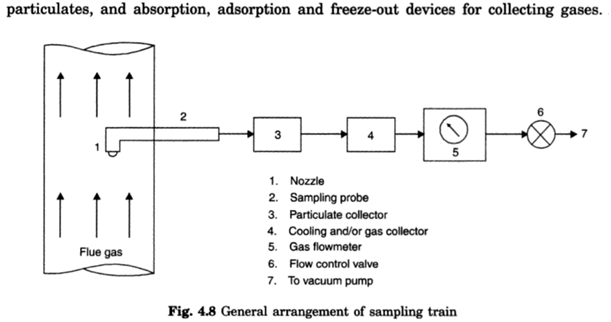 particulates, and absorption, adsorption and freeze-out devices for collecting gases.
6
2
3
4
7
1
5
1. Nozzle
2. Sampling probe
3. Particulate collector
4. Cooling and/or gas collector
5. Gas flowmeter
6. Flow control valve
7. To vacuum pump
Flue gas
Fig. 4.8 General arrangement of sampling train